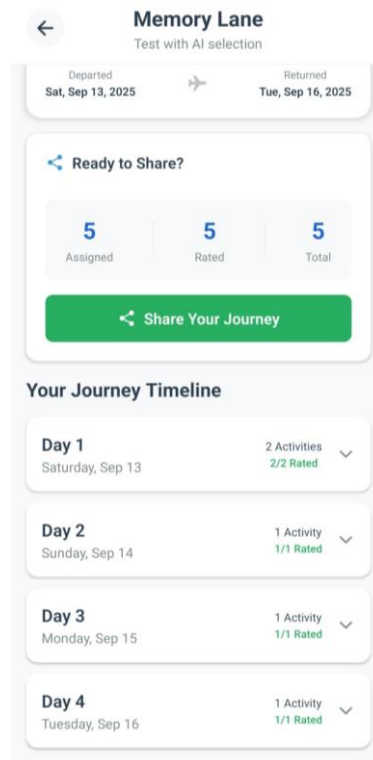 Memory Lane
Test with AI selection
Departed
Returned
Sat, Sep 13, 2025
Tue, Sep 16, 2025
Ready to Share?
5 5 5
Assigned Rated Total
Share Your Journey
Your Journey Timeline
Day 1
2 Activities
Saturday, Sep 13
2/2 Rated
Day 2
1 Activity
Sunday, Sep 14
1/1 Rated
Day 3
1 Activity
Monday, Sep 15
1/1 Rated
Day 4
1 Activity
Tuesday, Sep 16
1/1 Rated